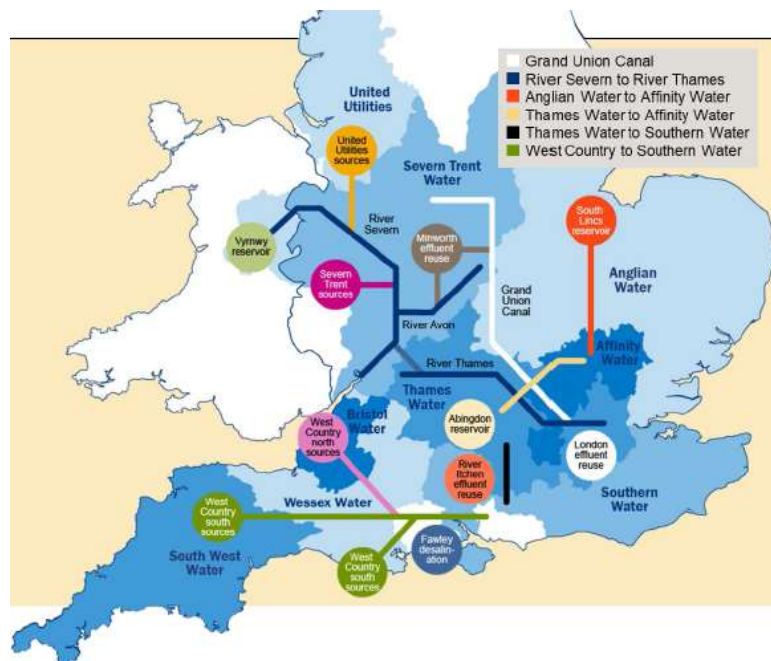 Grand Union Canal
River Severn to River Thames
Anglian Water to Affinity Water
Thames Water to Affinity Water
Thames Water to Southern Water
West Country to Southern Water
United
Utilities
United
Utilities
sources
Severn Trent
Water
River
Severn
Vyrnwy
reservoir
Minworth
effluent
reuse
South
Lincs
reservoir
Severn
Trent
sources
Anglian
Water
Grand
Union
Canal
River Avon
Affinity
Water
River Thames
Thames
Water
Abingdon
reservoir
Bristol
Water
West
Country
north
sources
London
effluent
reuse
River
Itchen
effluent
reuse
Southern
Water
Wessex Water
West
Country
south
sources
South West
Water
Fawley
desalin-
ation
West
Country
south
sources